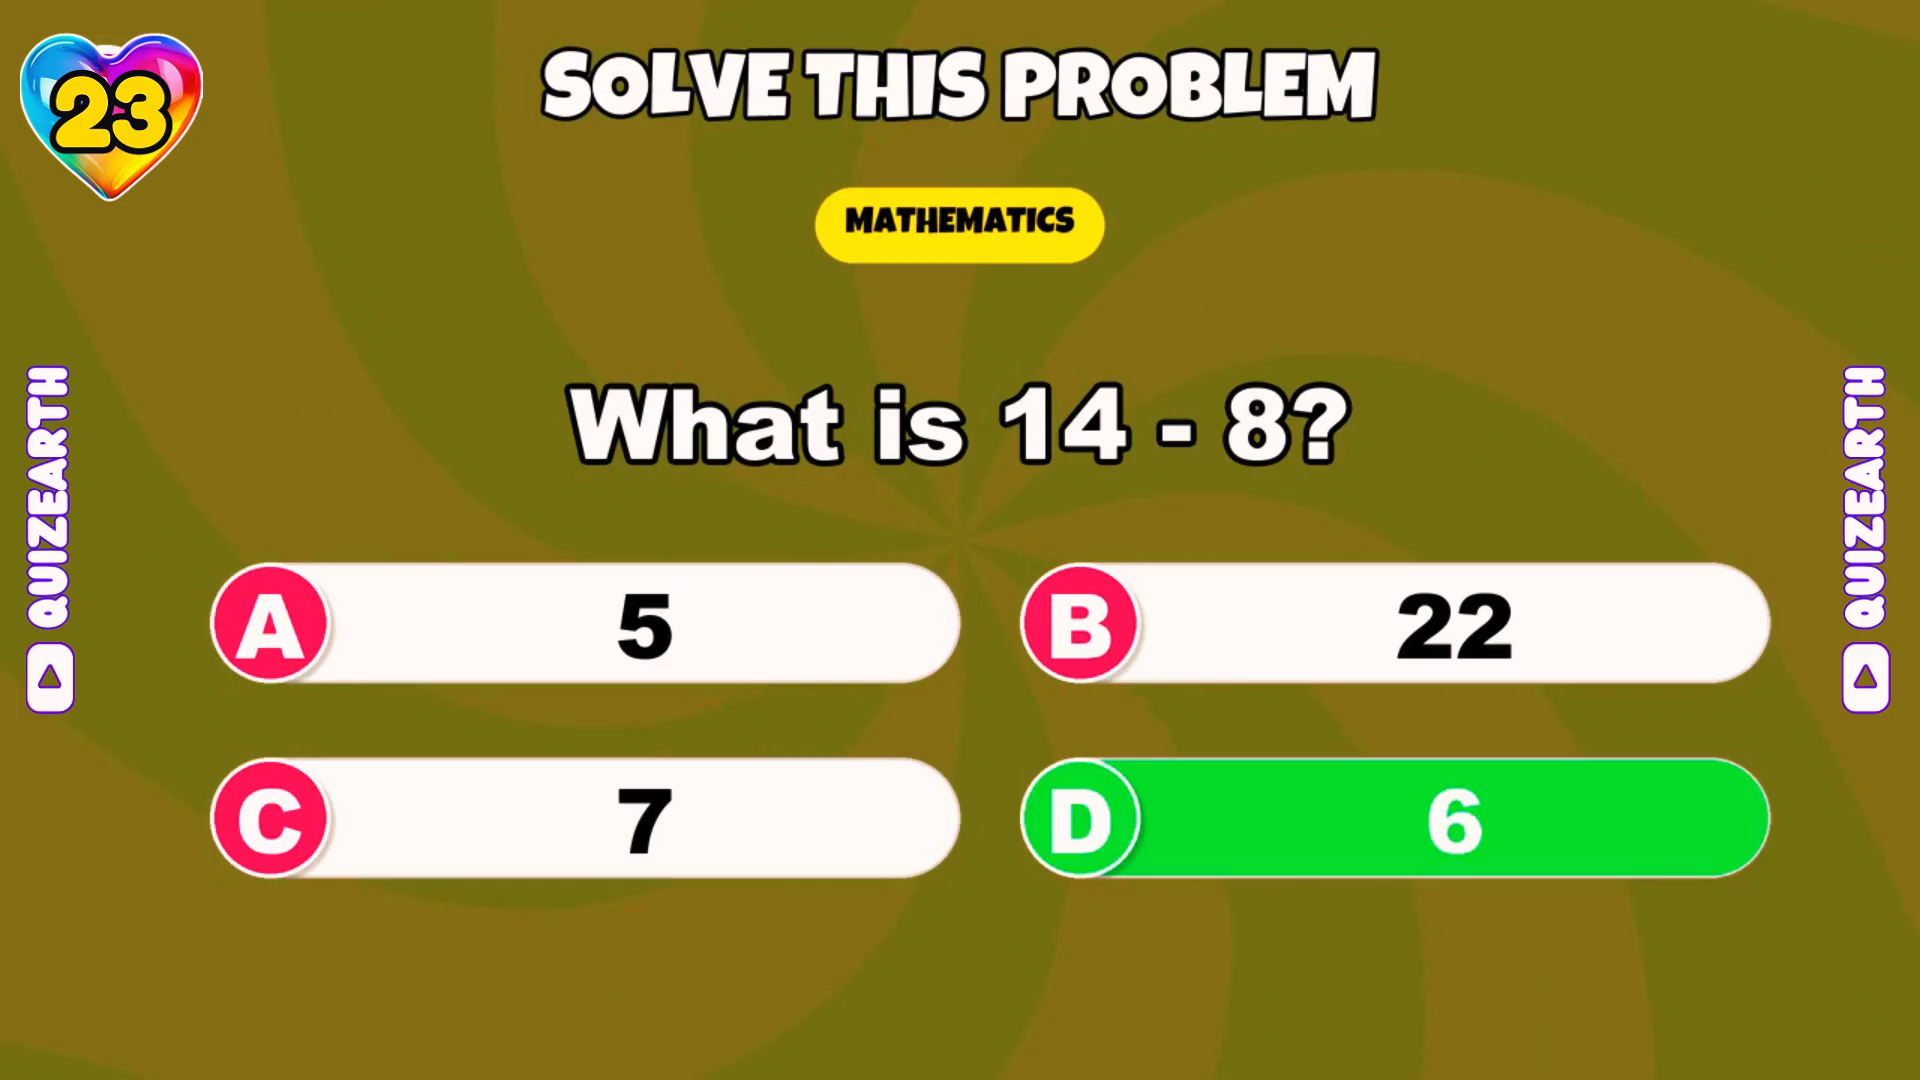 23
SOLVE THIS PROBLEM
MATHEMATICS
What is 14 - 8?
A 5
B 22
C 7
D 6
QUIZEARTH
QUIZEARTH